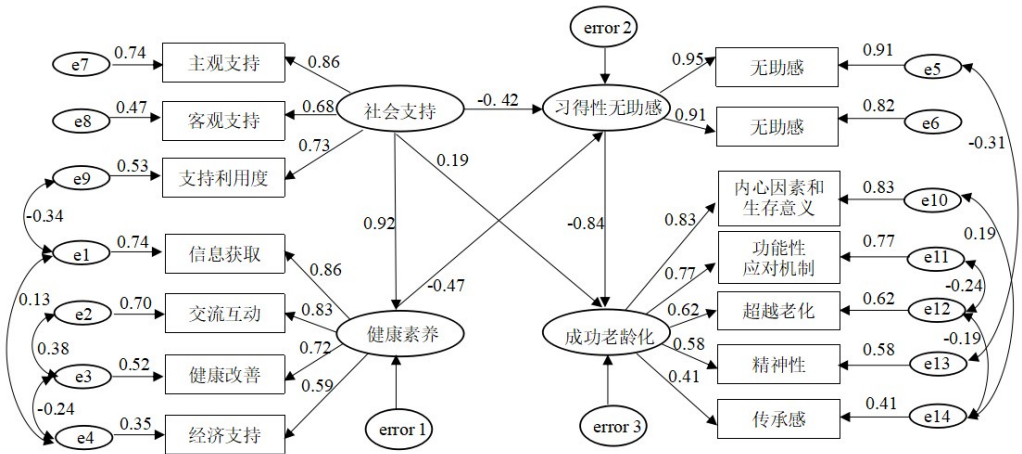 error 2
e7
0.74
主观支持
0.86
0.95
无助感
0.91
e5
社会支持
-0. 42
习得性无助感
e8
0.47
客观支持
0.68
0.91
无助感
0.82
e6
0.73
-0.31
e9
0.53
支持利用度
0.19
内心因素和
生存意义
0.83
e10
-0.34
0.92
-0.84
0.83
0.19
e1
0.74
信息获取
功能性
应对机制
0.77
e11
0.86
-0.47
0.77
-0.24
0.13
e2
0.70
交流互动
0.83
健康素养
成功老龄化
0.62
超越老化
0.62
e12
0.38
0.72
0.58
-0.19
e3
0.52
健康改善
精神性
0.58
e13
0.59
0.41
-0.24
e4
0.35
经济支持
error 1
error 3
传承感
0.41
e14